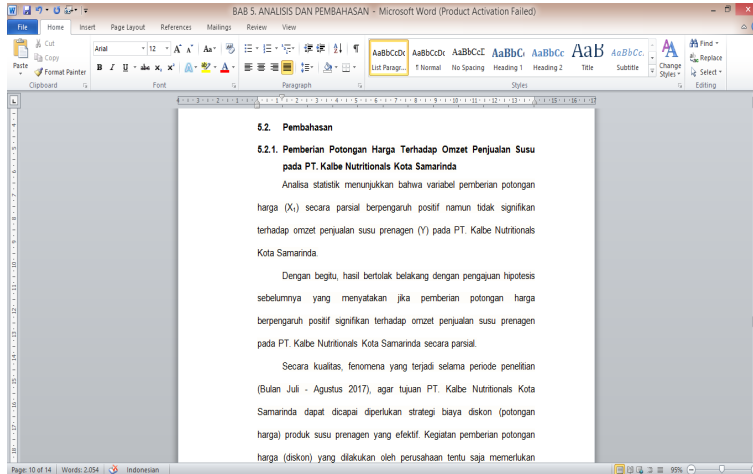 BAB 5. ANALISIS DAN PEMBAHASAN - Microsoft Word (Product Activation Failed)
File Home Insert Page Layout References Mailings Review View
Cut
Copy
Format Painter
Paste
Clipboard
Arial 12
Font
Paragraph
AaBbCcDc AaBbCcDc AaBbCcD AaBbC AaBbCc AaB AaBbCc.
List Paragr... ¶ Normal No Spacing Heading 1 Heading 2 Title Subtitle
Change Styles
Styles
Find
Replace
Select
Editing
5.2. Pembahasan
5.2.1. Pemberian Potongan Harga Terhadap Omzet Penjualan Susu
pada PT. Kalbe Nutritionals Kota Samarinda
Analisa statistik menunjukkan bahwa variabel pemberian potongan
harga (X₁) secara parsial berpengaruh positif namun tidak signifikan
terhadap omzet penjualan susu prenagen (Y) pada PT. Kalbe Nutritionals
Kota Samarinda.
Dengan begitu, hasil bertolak belakang dengan pengajuan hipotesis
sebelumnya yang menyatakan jika pemberian potongan harga
berpengaruh positif signifikan terhadap omzet penjualan susu prenagen
pada PT. Kalbe Nutritionals Kota Samarinda secara parsial.
Secara kualitas, fenomena yang terjadi selama periode penelitian
(Bulan Juli - Agustus 2017), agar tujuan PT. Kalbe Nutritionals Kota
Samarinda dapat dicapai diperlukan strategi biaya diskon (potongan
harga) produk susu prenagen yang efektif. Kegiatan pemberian potongan
harga (diskon) yang dilakukan oleh perusahaan tentu saja memerlukan
Page: 10 of 14 Words: 2.054 Indonesian 95%